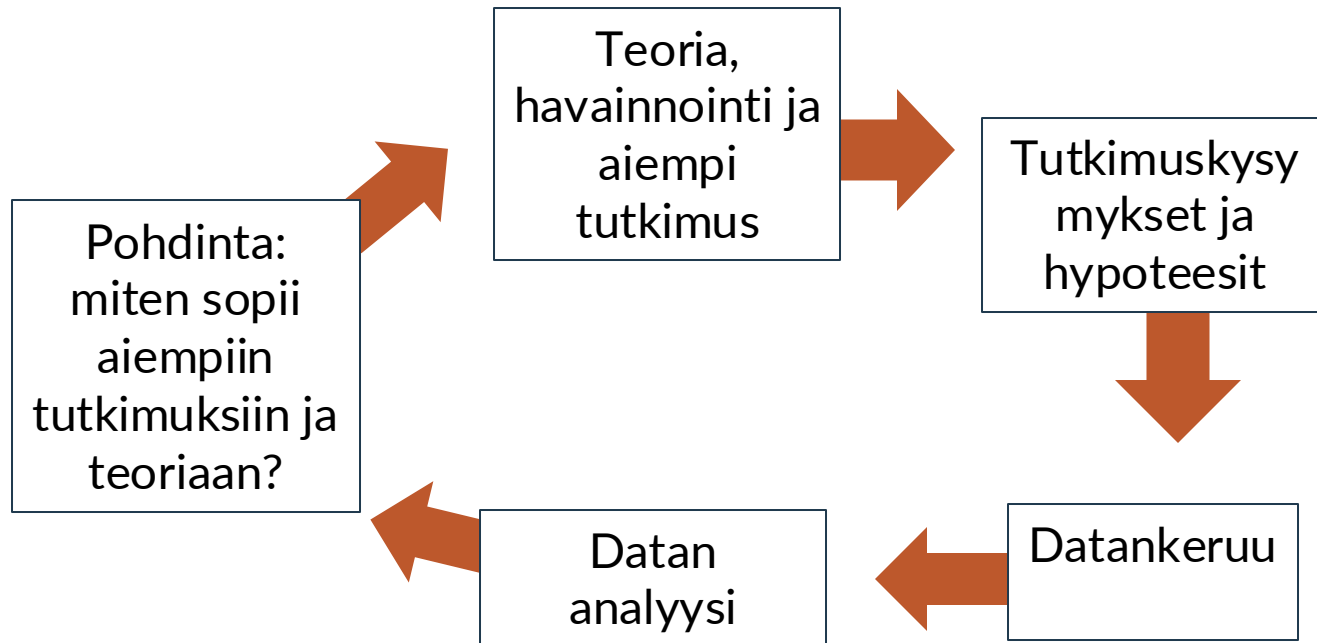 Teoria,
havainnointi ja
aiempi
tutkimus
Tutkimuskysy
mykset ja
hypoteesit
Datankeruu
Datan
analyysi
Pohdinta:
miten sopii
aiempiin
tutkimuksiin ja
teoriaan?